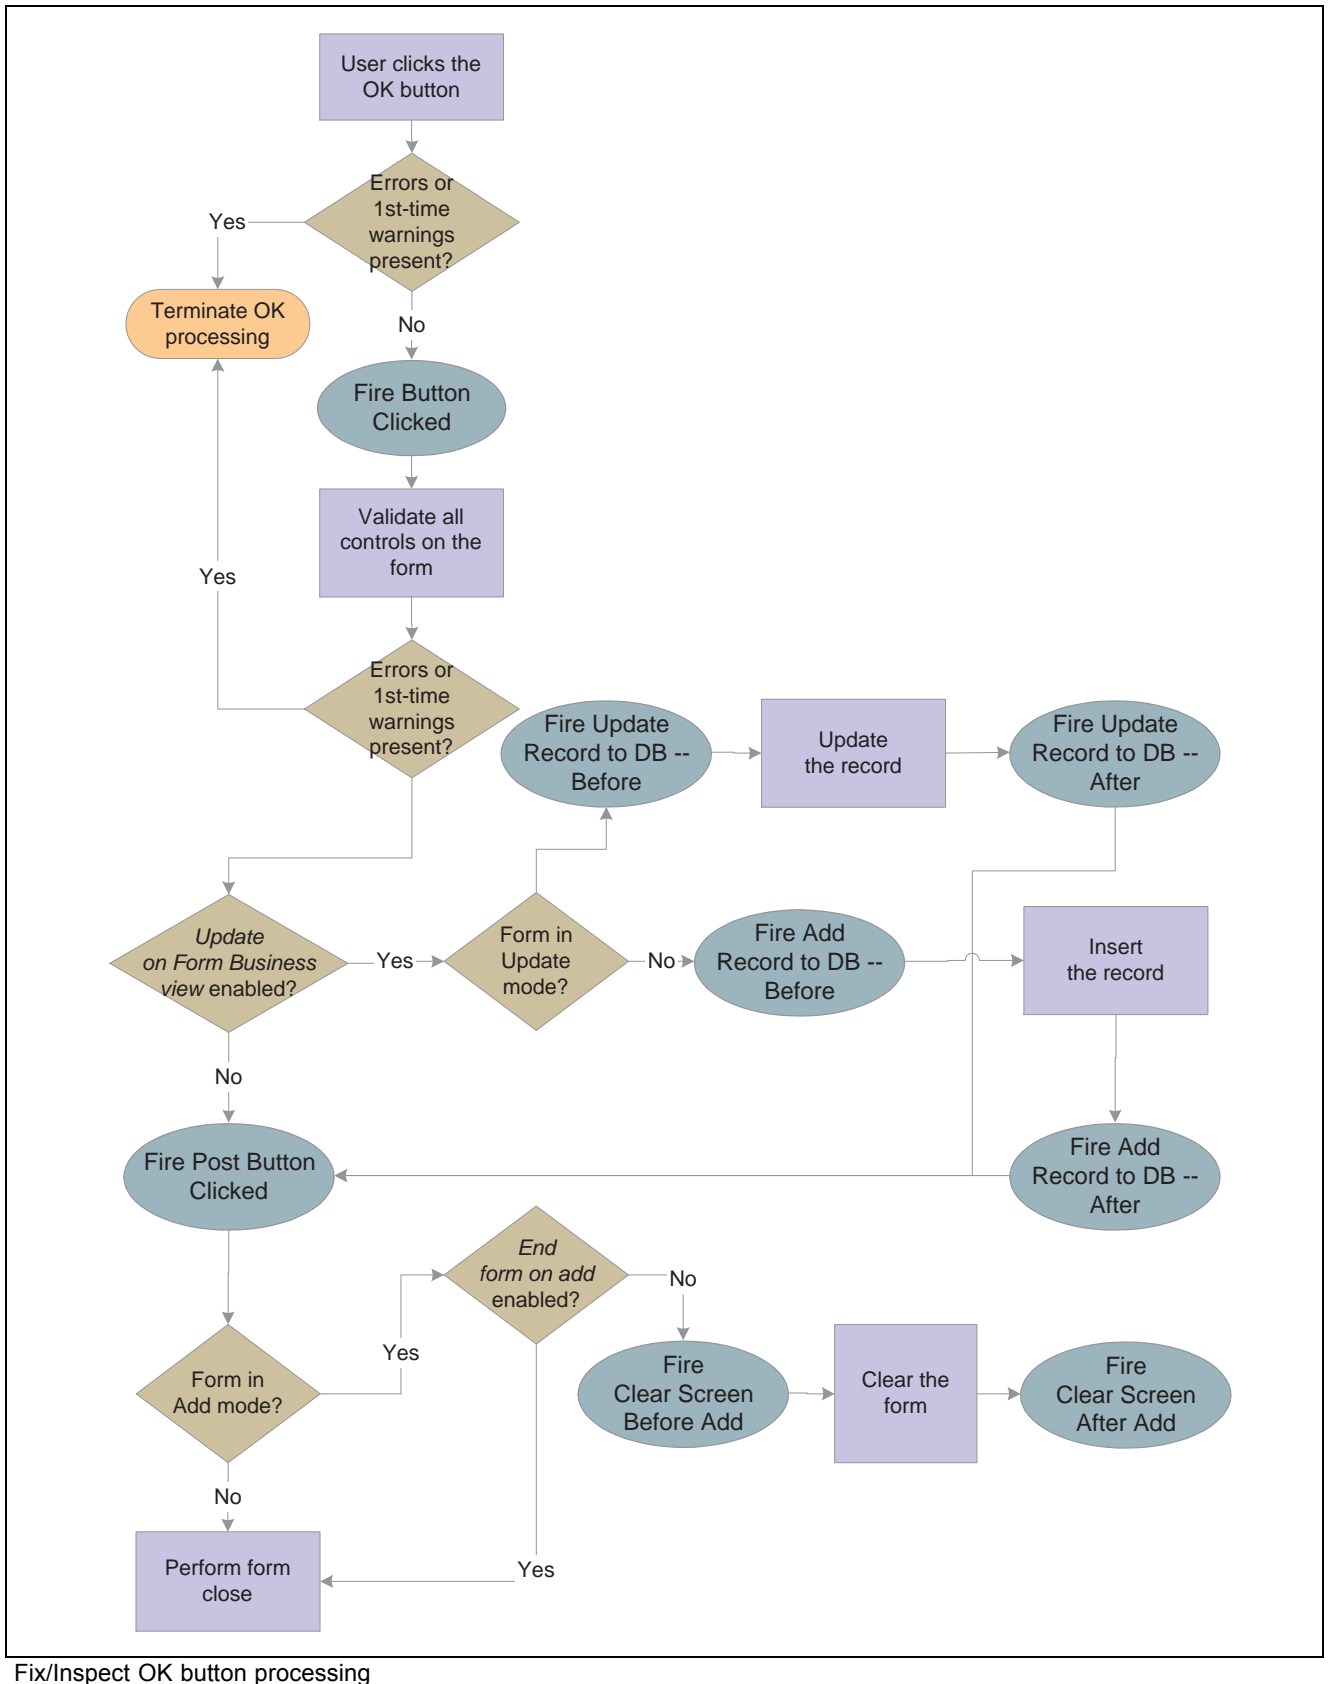 User clicks the
OK button
Errors or
1st-time
warnings
present?
Yes
Terminate OK
processing
No
Fire Button
Clicked
Validate all
controls on the
form
Yes
Errors or
1st-time
warnings
present?
Fire Update
Record to DB --
Before
Update
the record
Fire Update
Record to DB --
After
Update
on Form Business
view enabled?
Yes
Form in
Update
mode?
No
Fire Add
Record to DB --
Before
Insert
the record
No
Fire Post Button
Clicked
Fire Add
Record to DB --
After
End
form on add
enabled?
No
Yes
Form in
Add mode?
Fire
Clear Screen
Before Add
Clear the
form
Fire
Clear Screen
After Add
No
Perform form
close
Yes
Fix/Inspect OK button processing